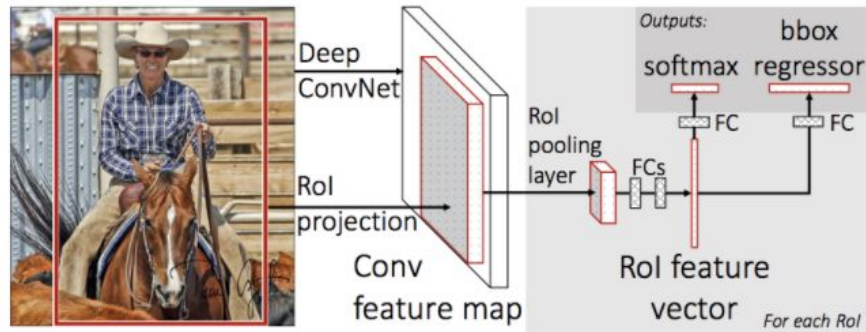 Deep
ConvNet
RoI
projection
Conv
feature map
RoI
pooling
layer
FCs
RoI feature
vector
For each RoI
Outputs:
softmax
bbox
regressor
FC
FC